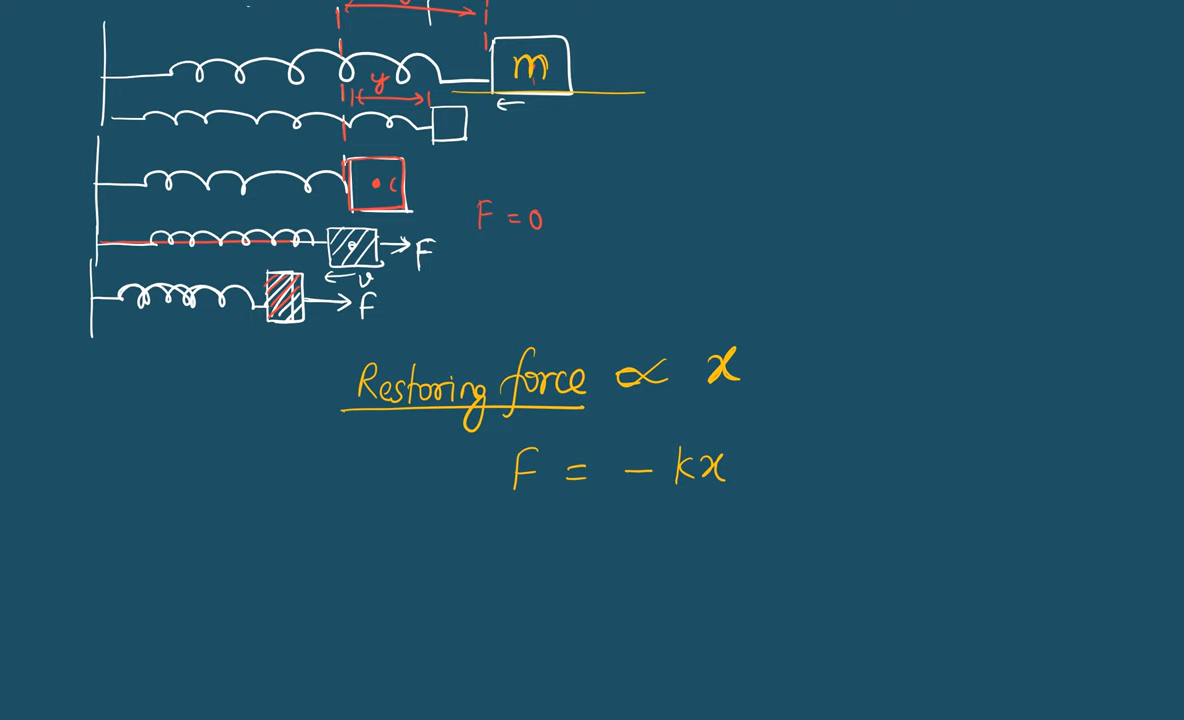 m
y
C
F = 0
F
v
f
Restoring force ∝ x
F = - kx